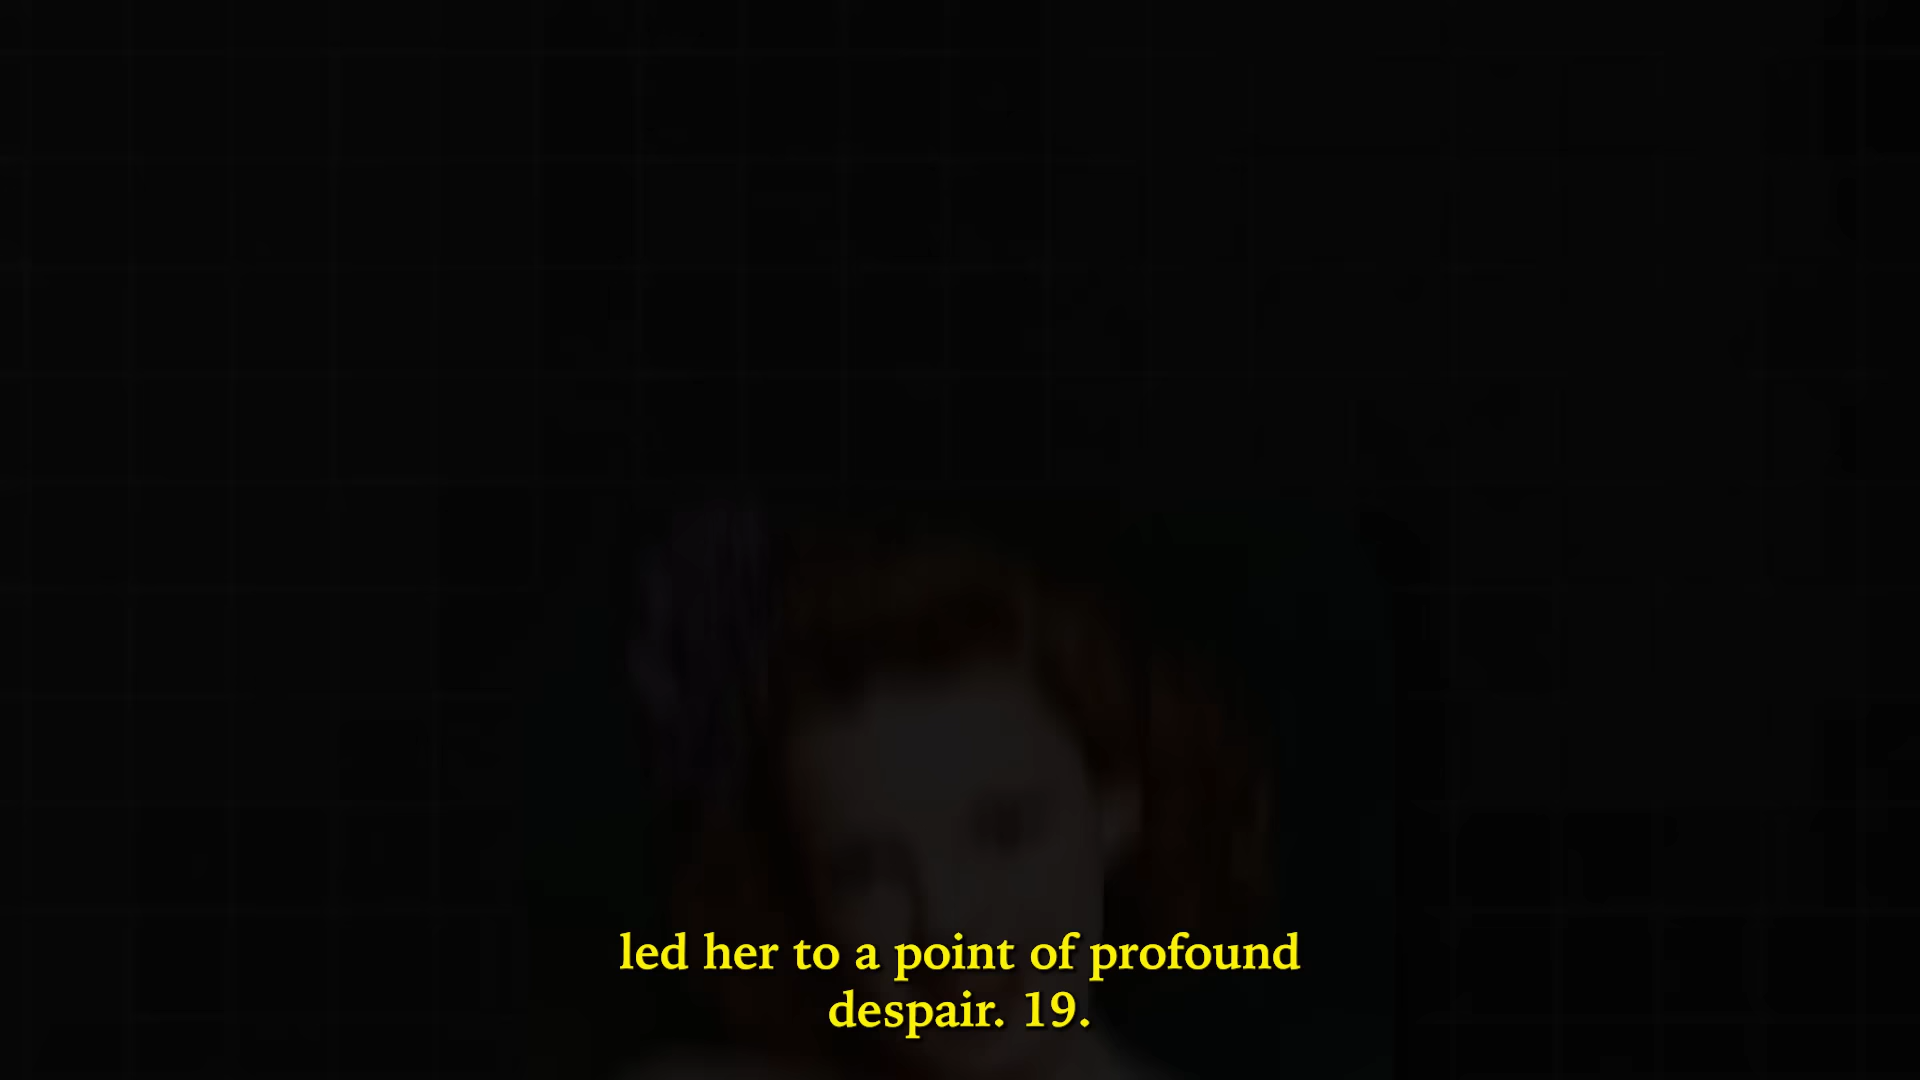 led her to a point of profound
despair. 19.